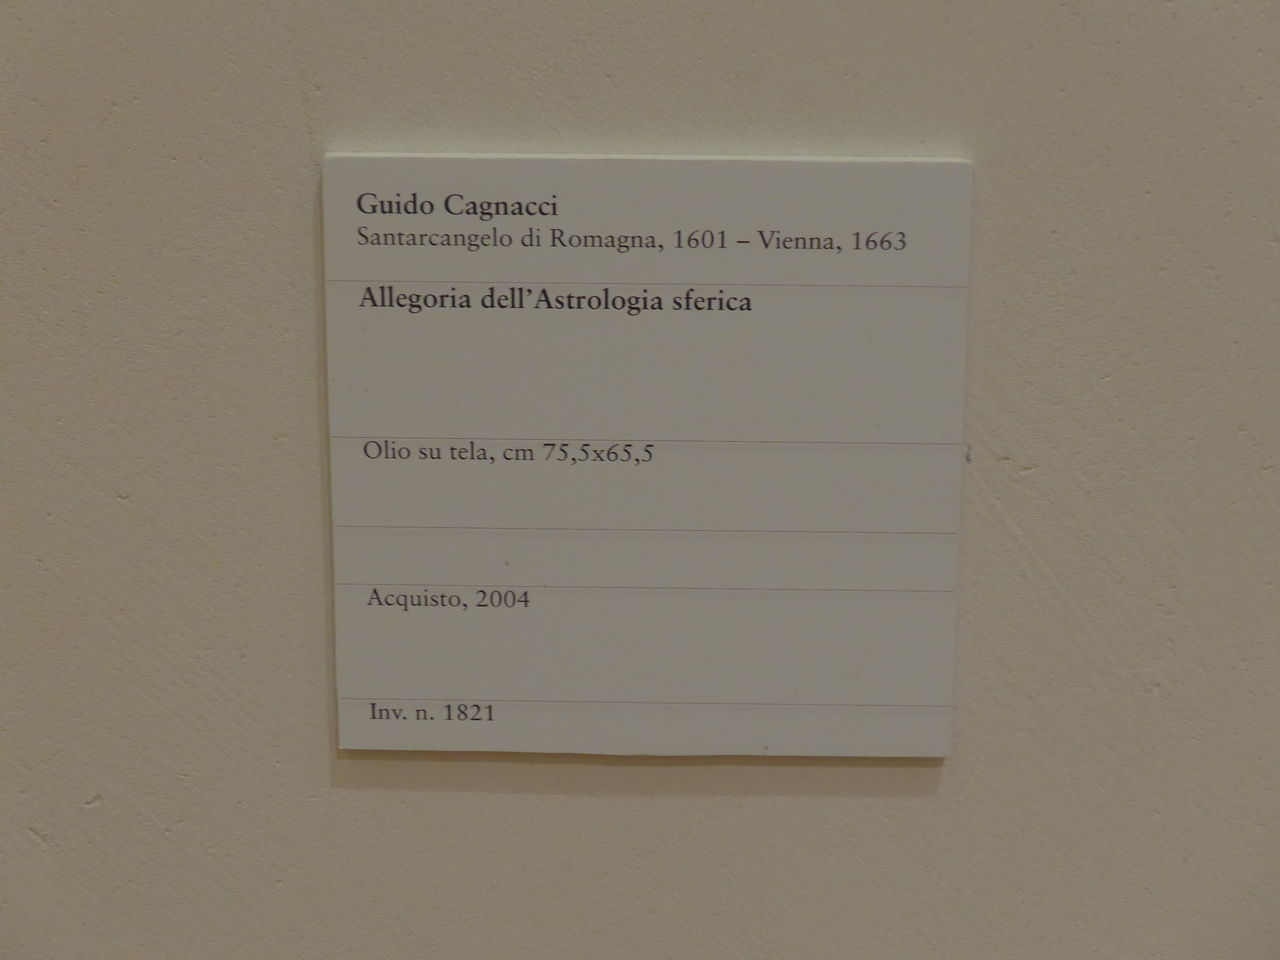 Guido Cagnacci
Santarcangelo di Romagna, 1601 – Vienna, 1663
Allegoria dell’Astrologia sferica
Olio su tela, cm 75,5x65,5
Acquisto, 2004
Inv. n. 1821